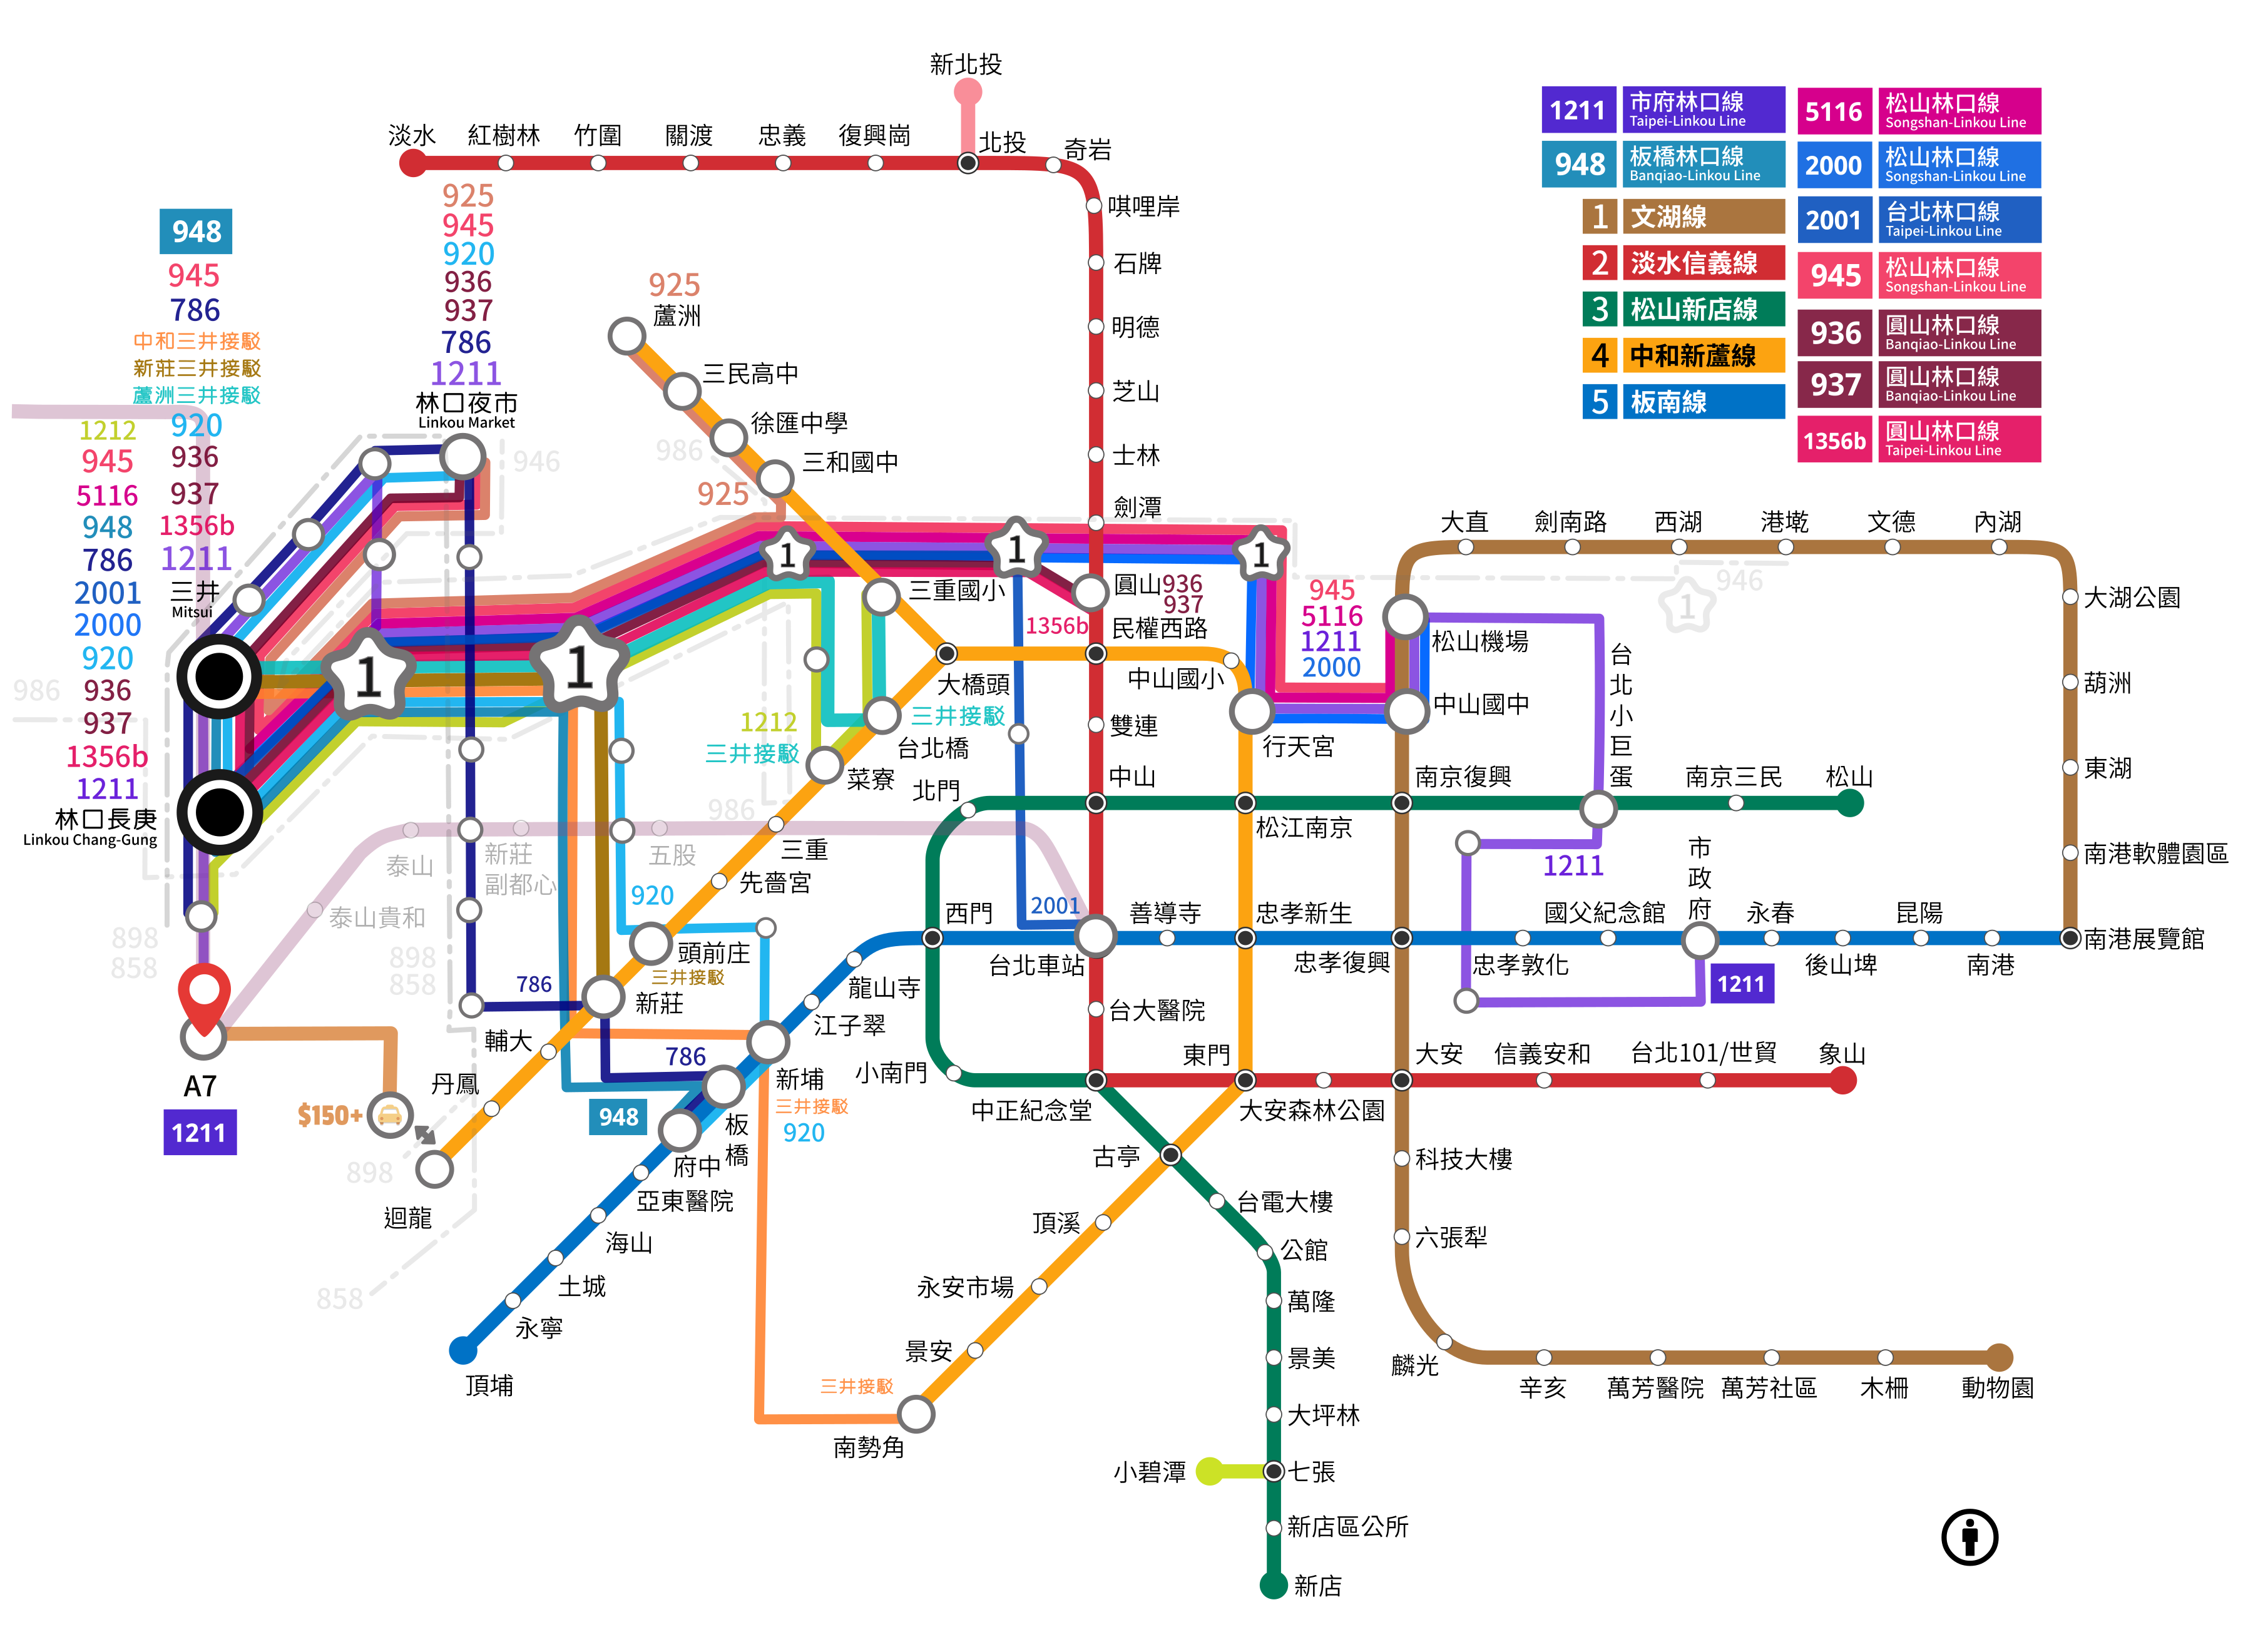 新北投
淡水
紅樹林
竹圍
關渡
忠義
復興崗
北投
奇岩
唭哩岸
石牌
明德
芝山
士林
劍潭
圓山
936
937
1356b
民權西路
1211
市府林口線
Taipei-Linkou Line
948
板橋林口線
Banqiao-Linkou Line
1
文湖線
2
淡水信義線
3
松山新店線
4
中和新蘆線
5
板南線
5116
松山林口線
Songshan-Linkou Line
2000
松山林口線
Songshan-Linkou Line
2001
台北林口線
Taipei-Linkou Line
945
松山林口線
Songshan-Linkou Line
936
圓山林口線
Banqiao-Linkou Line
937
圓山林口線
Banqiao-Linkou Line
1356b
圓山林口線
Taipei-Linkou Line
948
945
786
中和三井接駁
新莊三井接駁
蘆洲三井接駁
920
936
937
1356b
1211
三井
Mitsui
925
945
920
936
937
786
1211
林口夜市
Linkou Market
1212
945
5116
948
786
2001
2000
920
936
937
1356b
1211
林口長庚
Linkou Chang-Gung
986
946
925
蘆洲
三民高中
徐匯中學
三和國中
986
925
1
1
1
1
1
1
946
三重國小
大橋頭
三井接駁
台北橋
1212
三井接駁
菜寮
986
三重
先嗇宮
中山國小
雙連
中山
945
5116
1211
2000
行天宮
松山機場
中山國中
大直
劍南路
西湖
港墘
文德
內湖
大湖公園
葫洲
東湖
南港軟體園區
南港展覽館
台北小巨蛋
南京復興
南京三民
松山
松江南京
北門
1211
市政府
1211
西門
2001
台北車站
善導寺
忠孝新生
忠孝復興
忠孝敦化
國父紀念館
永春
後山埤
昆陽
南港
泰山
泰山貴和
新莊
副都心
五股
898
858
898
858
920
頭前庄
三井接駁
786
新莊
輔大
丹鳳
迴龍
A7
1211
$150+
898
858
龍山寺
江子翠
新埔
三井接駁
920
786
948
板橋
府中
亞東醫院
海山
土城
永寧
頂埔
小南門
台大醫院
中正紀念堂
東門
大安森林公園
大安
信義安和
台北101/世貿
象山
古亭
台電大樓
公館
萬隆
景美
大坪林
七張
小碧潭
新店區公所
新店
頂溪
永安市場
景安
三井接駁
南勢角
科技大樓
六張犁
麟光
辛亥
萬芳醫院
萬芳社區
木柵
動物園